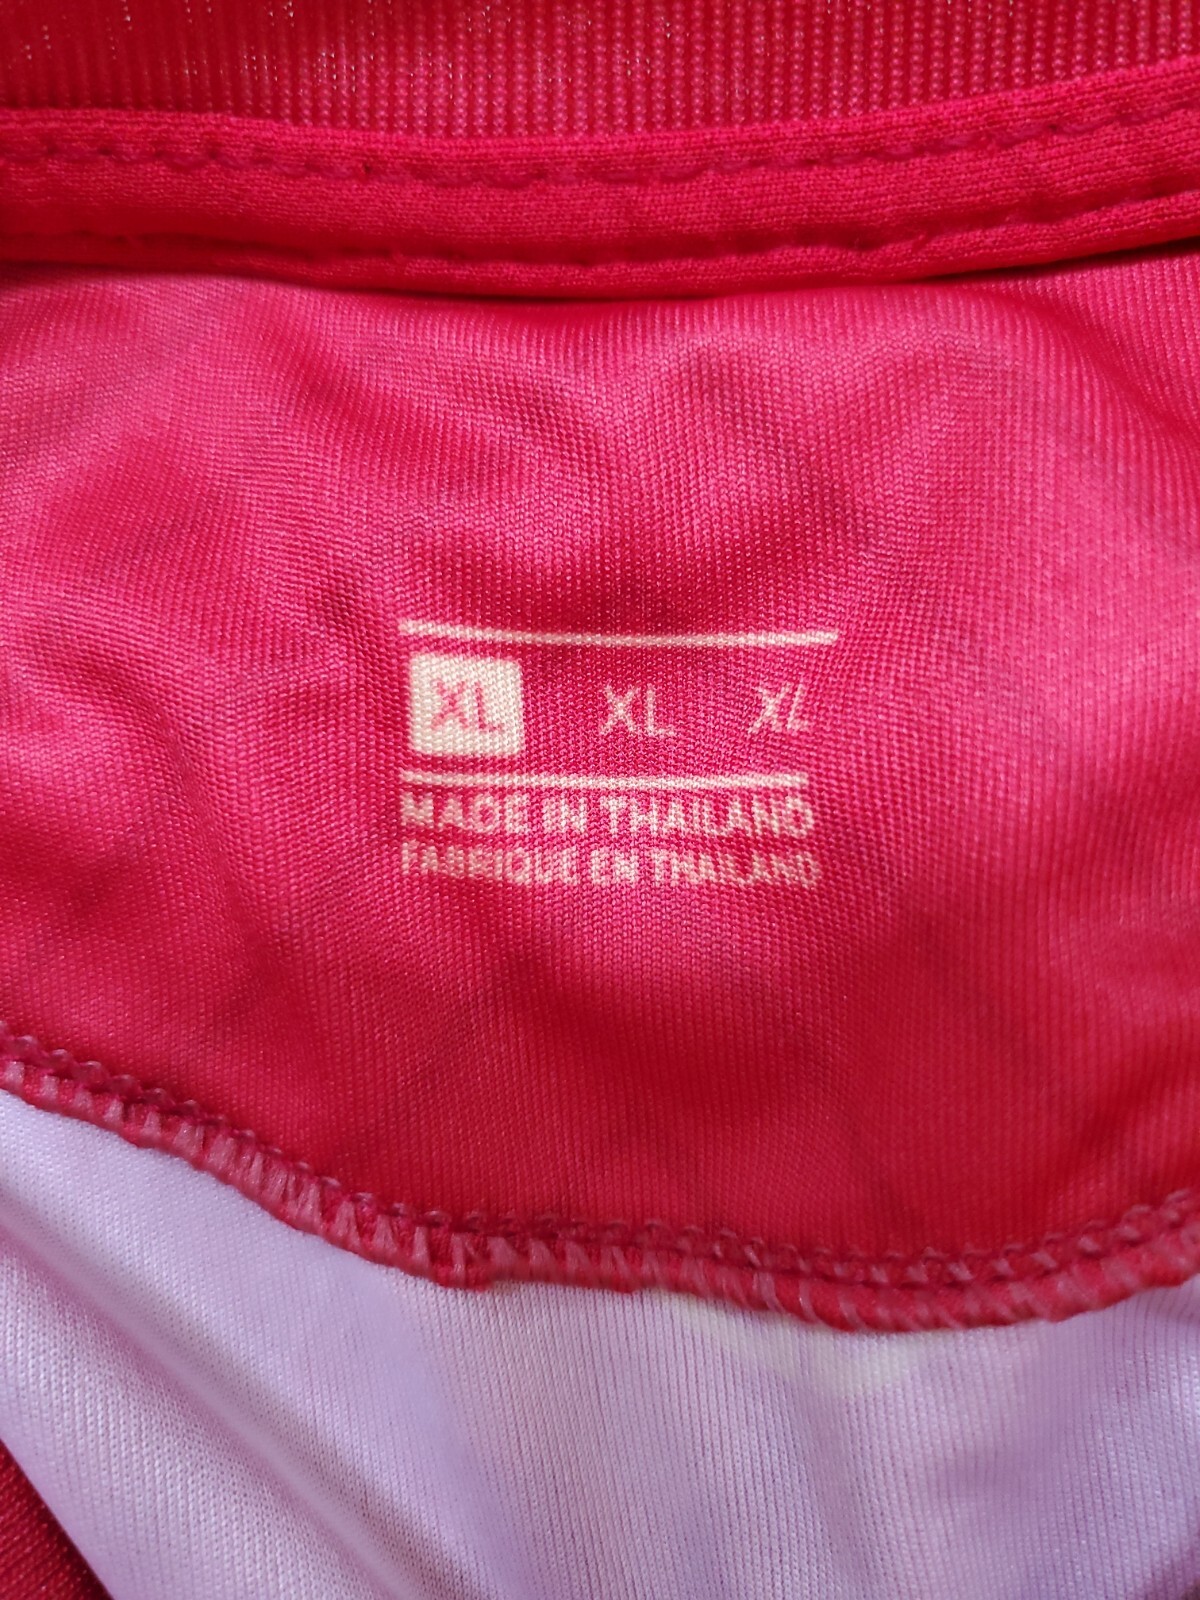 XL XL XL
MADE IN THAILAND
FABRIQUE EN THAILAND